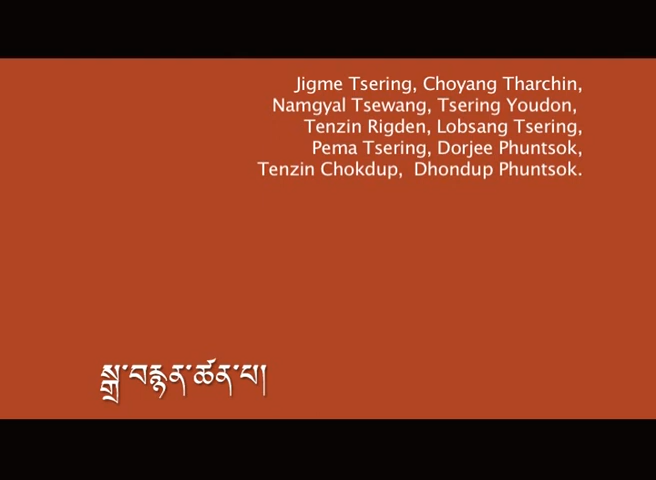 Jigme Tsering, Choyang Tharchin,
Namgyal Tsewang, Tsering Youdon,
Tenzin Rigden, Lobsang Tsering,
Pema Tsering, Dorjee Phuntsok,
Tenzin Chokdup, Dhondup Phuntsok.
སྒྲ་བརྙན་ཚན་པ།